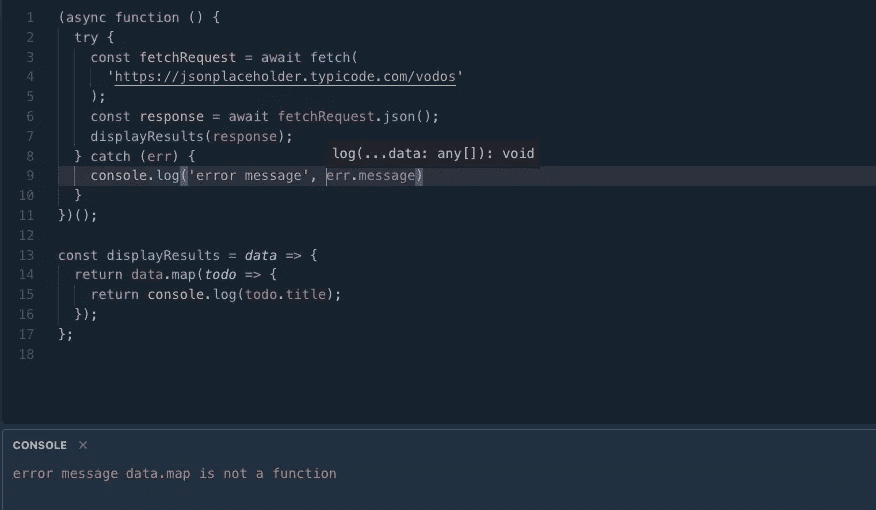 1 (async function () {
2 try {
3 const fetchRequest = await fetch(
4 'https://jsonplaceholder.typicode.com/vodos'
5 );
6 const response = await fetchRequest.json();
7 displayResults(response);
8 } catch (err) {
log(...data: any[]): void
9 console.log('error message', err.message)
10 }
11 })();
12
13 const displayResults = data => {
14 return data.map(todo => {
15 return console.log(todo.title);
16 });
17 };
18
CONSOLE ×
error message data.map is not a function